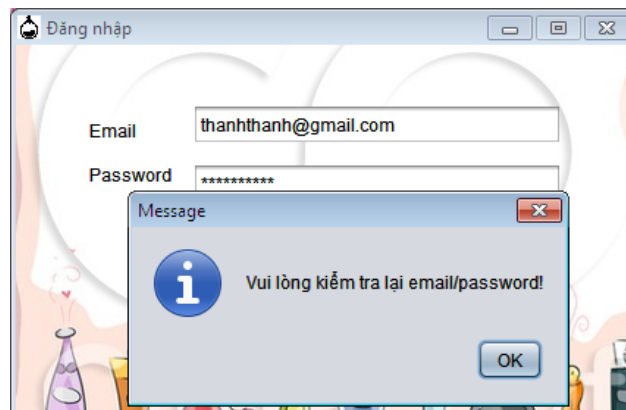 Đăng nhập
Email
thanhthanh@gmail.com
Password
**********
Message
Vui lòng kiểm tra lại email/password!
OK